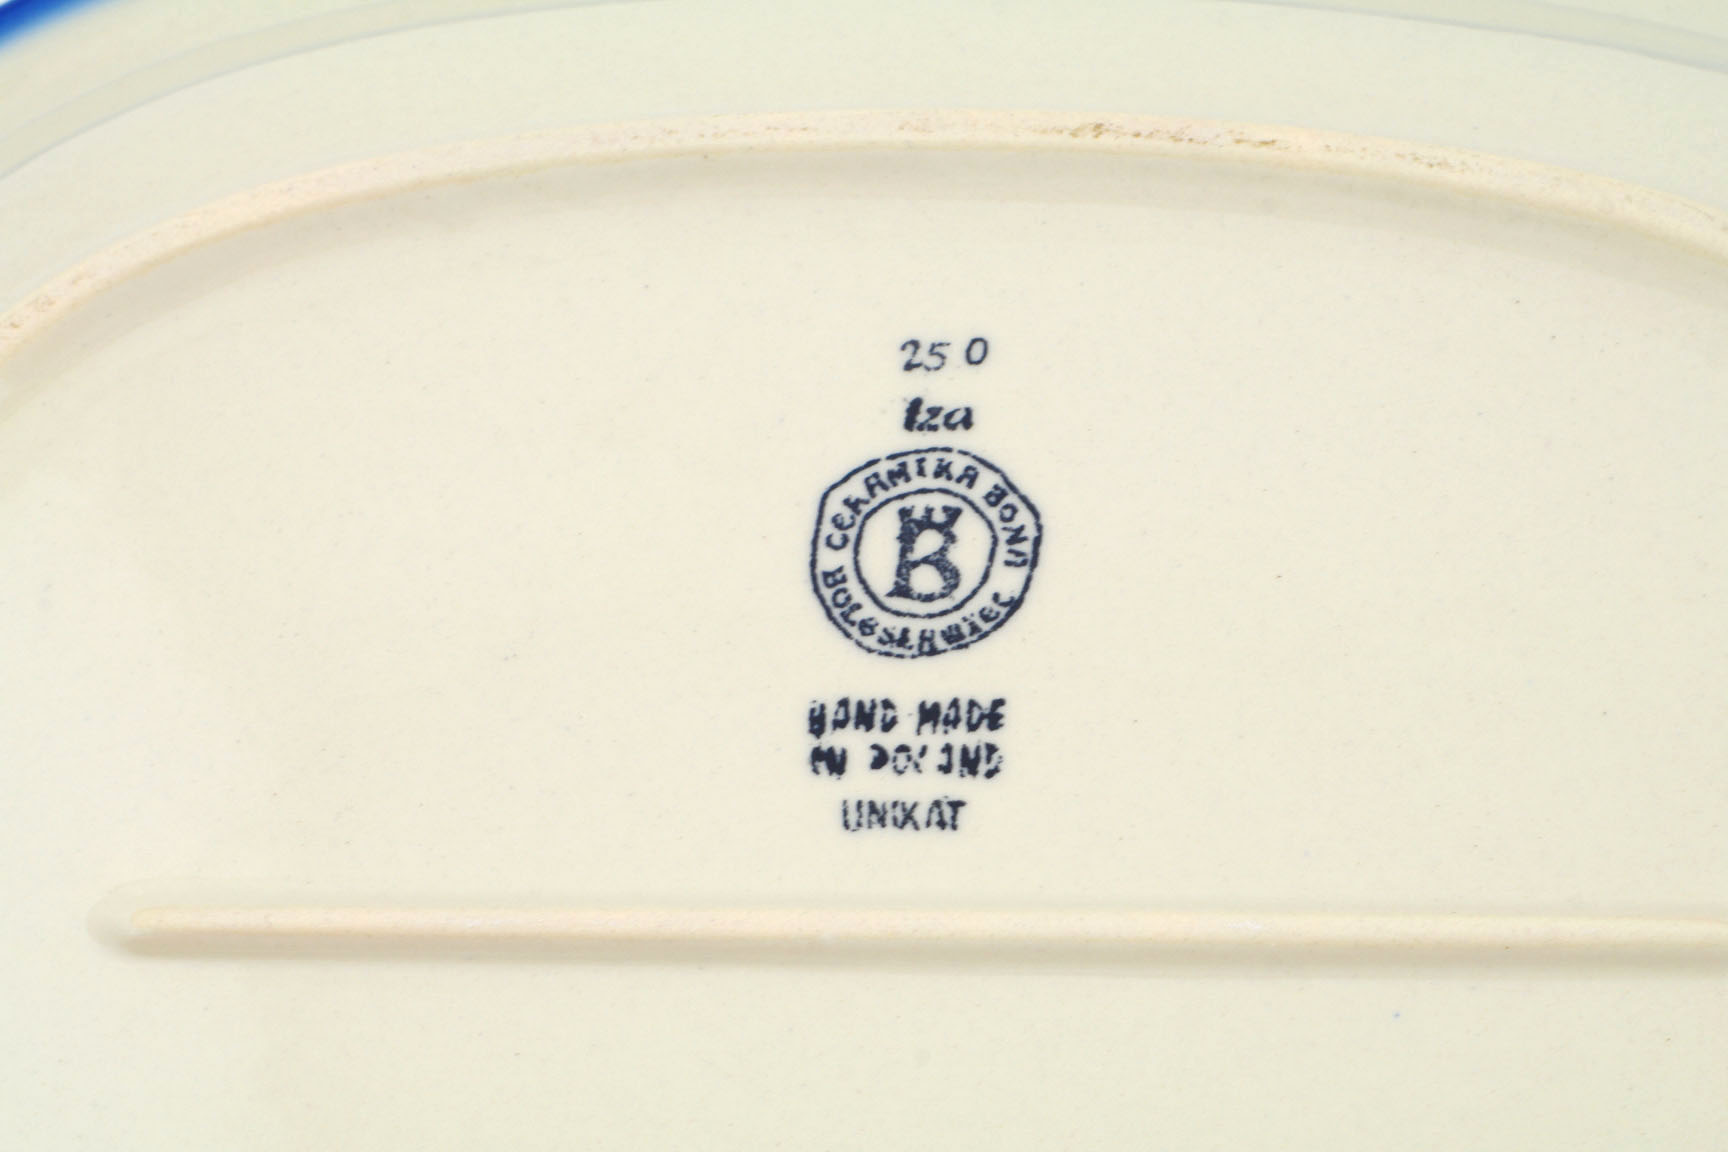 25 0
Iza
CERAMIKA BONA
B
BOLESŁAWIEC
HAND MADE
IN POLAND
UNIKAT